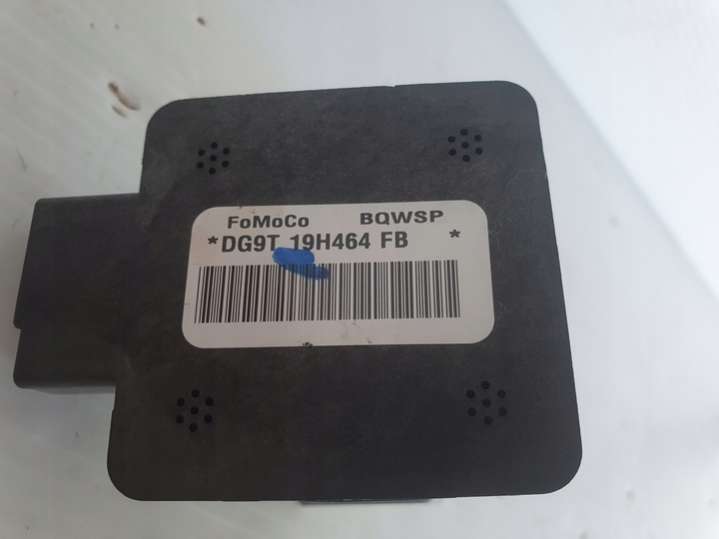 FoMoCo BQWSP
*DG9T 19H464 FB *